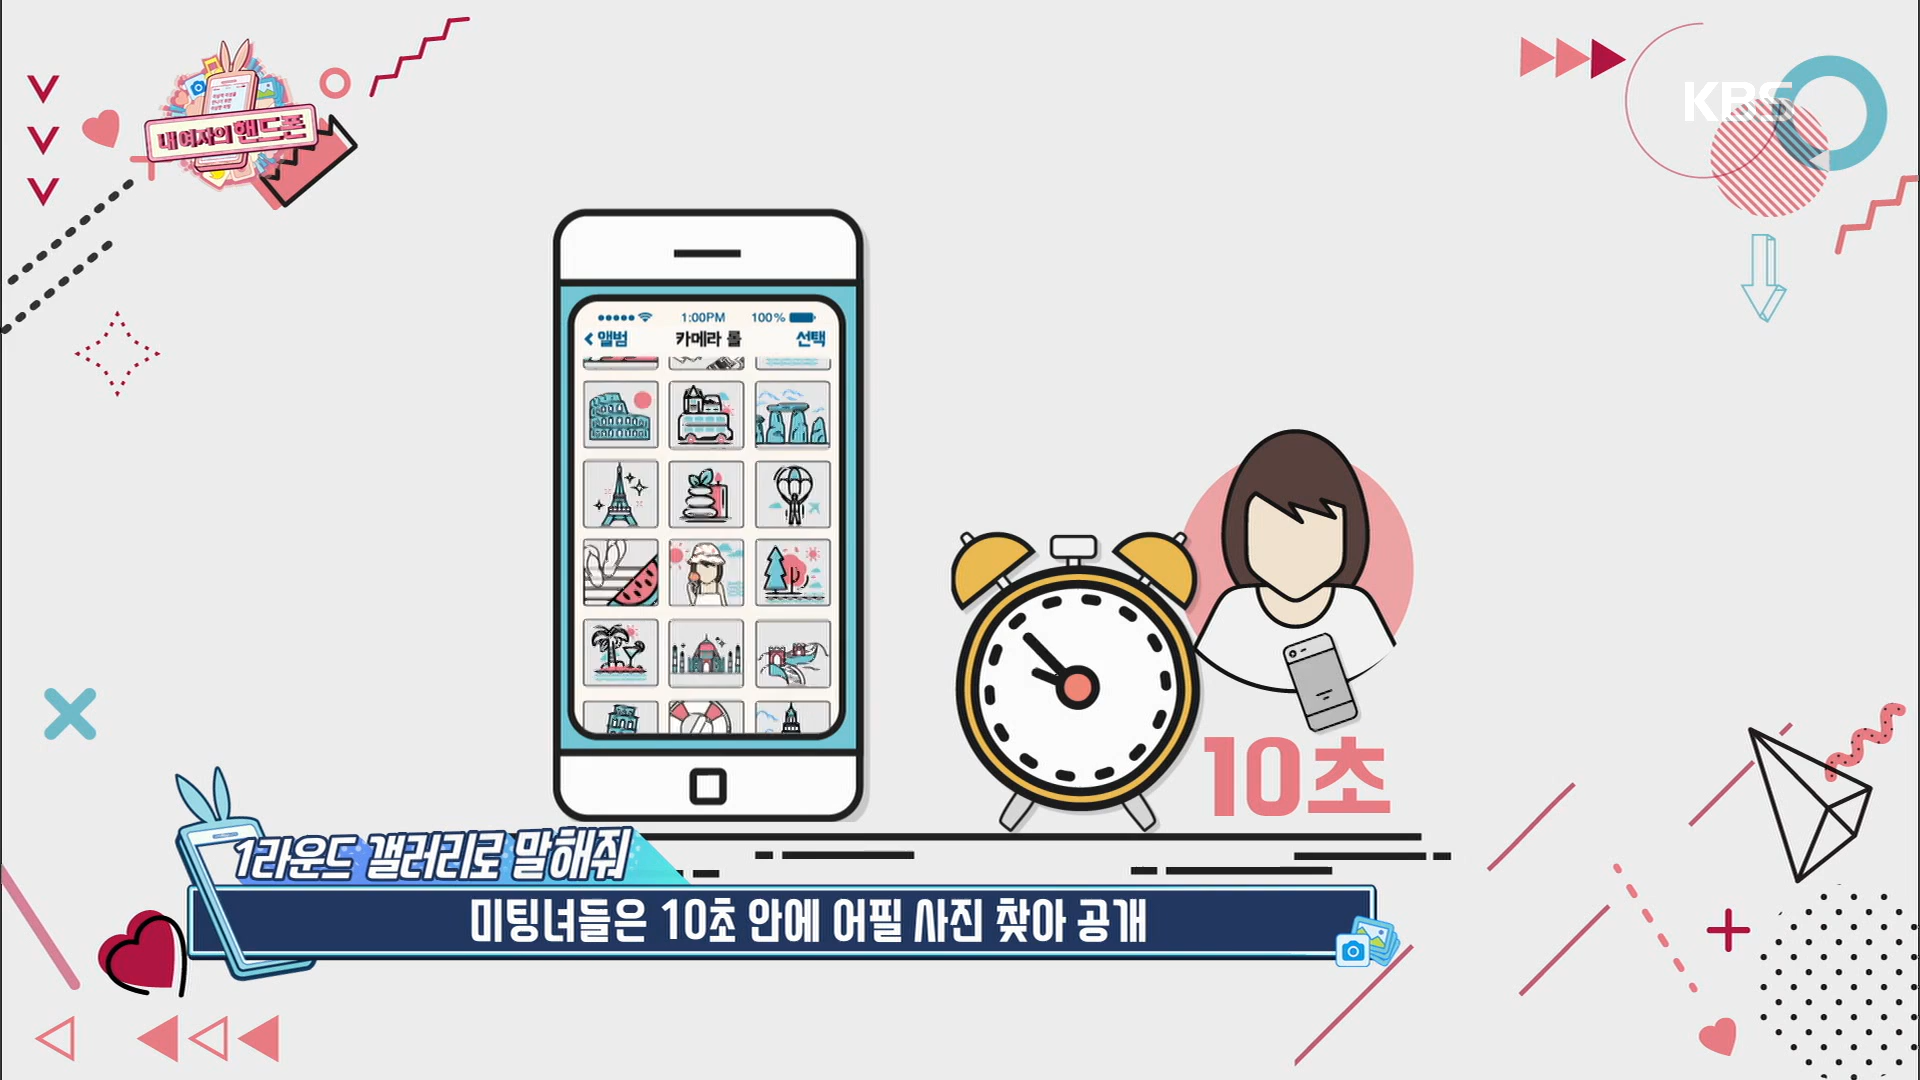 내 여자의 핸드폰
KBS
1:00PM
100%
앨범
카메라 롤
선택
10초
1라운드 갤러리로 말해줘
미팅녀들은 10초 안에 어필 사진 찾아 공개